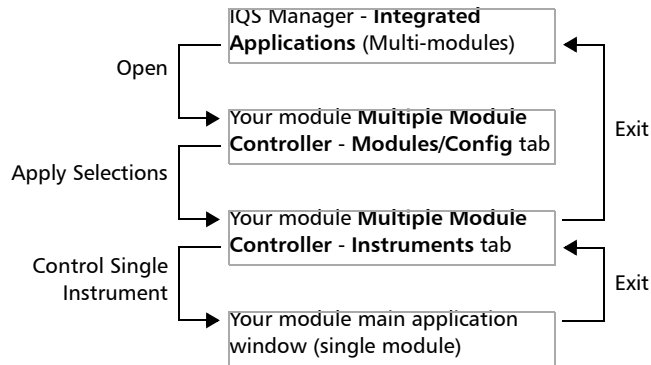 IQS Manager - Integrated
Applications (Multi-modules)
Open
Exit
Your module Multiple Module
Controller - Modules/Config tab
Apply Selections
Your module Multiple Module
Controller - Instruments tab
Control Single
Instrument
Exit
Your module main application
window (single module)